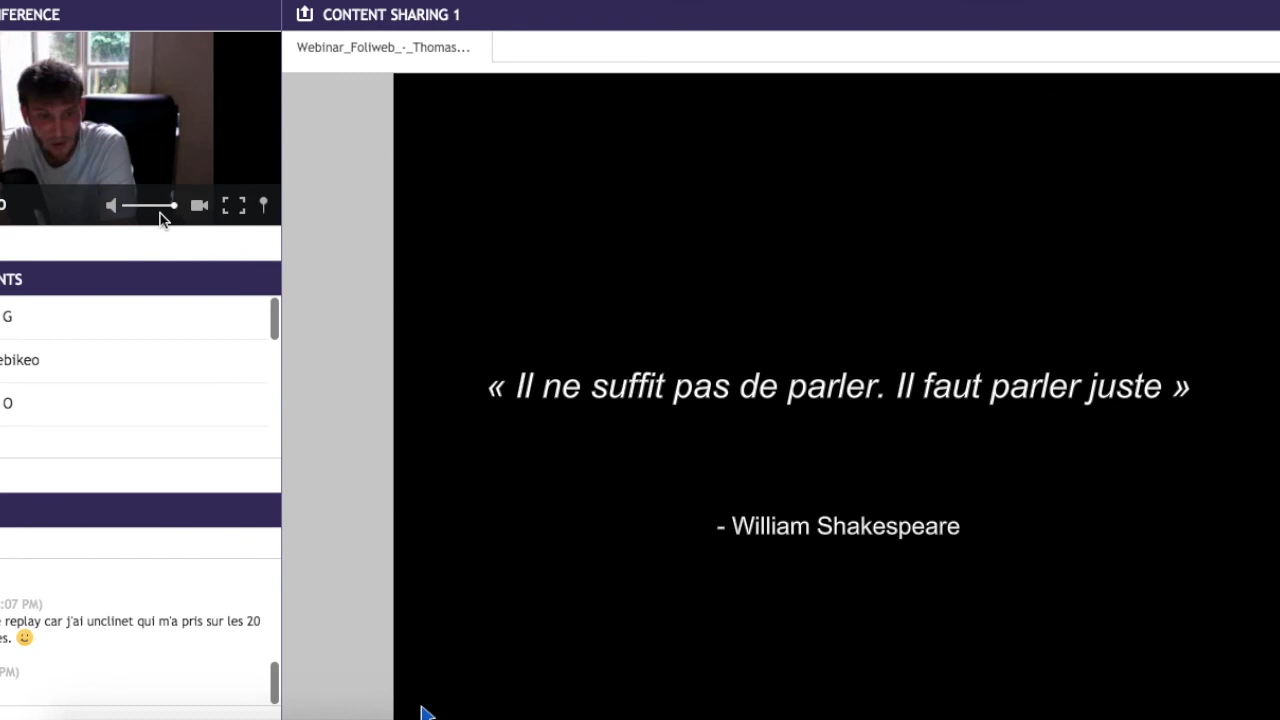 FERENCE
CONTENT SHARING 1
Webinar_Foliweb_-_Thomas...
O
NTS
G
ebikeo
O
« Il ne suffit pas de parler. Il faut parler juste »
- William Shakespeare
:07 PM)
replay car j'ai unclinet qui m'a pris sur les 20
es.
PM)